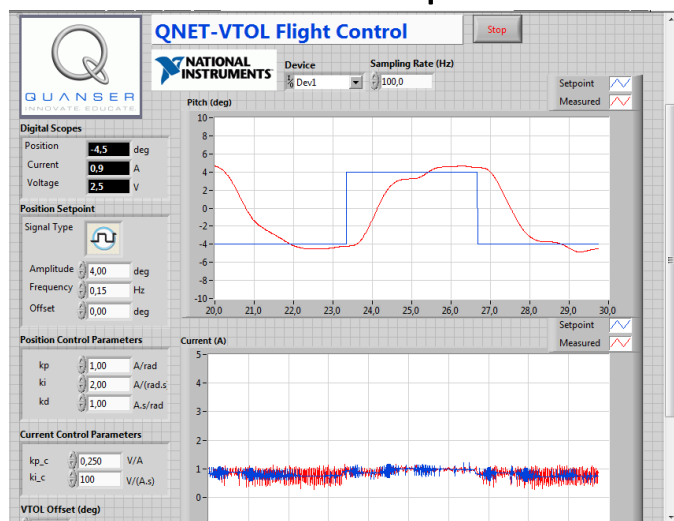 QNET-VTOL Flight Control
Stop
QUANSER
INNOVATE EDUCATE
NATIONAL
INSTRUMENTS
Device
Dev1
Sampling Rate (Hz)
100,0
Pitch (deg)
Setpoint
Measured
Digital Scopes
Position -4,5 deg
Current 0,9 A
Voltage 2,5 V
Position Setpoint
Signal Type
Amplitude 4,00 deg
Frequency 0,15 Hz
Offset 0,00 deg
10
8
6
4
2
0
-2
-4
-6
-8
-10
20,0 21,0 22,0 23,0 24,0 25,0 26,0 27,0 28,0 29,0 30,0
Setpoint
Measured
Position Control Parameters
kp 1,00 A/rad
ki 2,00 A/(rad.s
kd 1,00 A.s/rad
Current Control Parameters
kp_c 0,250 V/A
ki_c 100 V/(A.s)
VTOL Offset (deg)
Current (A)
5
4
3
2
1
0